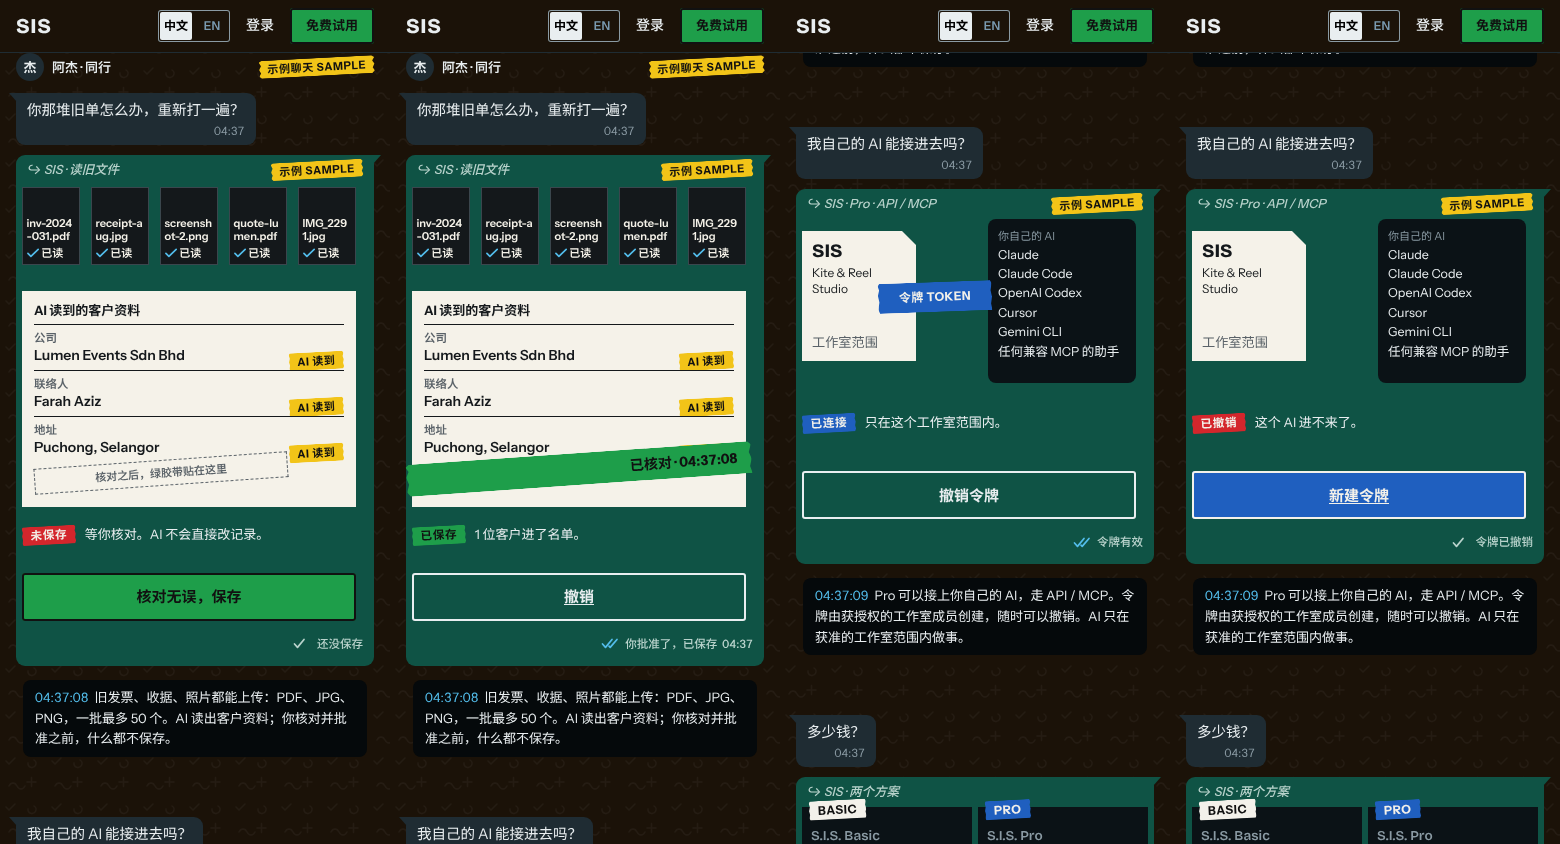 SIS
中文
EN
登录
免费试用
杰
阿杰·同行
示例聊天 SAMPLE
你那堆旧单怎么办，重新打一遍？
04:37
↪ SIS·读旧文件
示例 SAMPLE
inv-2024
-031.pdf
已读
receipt-a
ug.jpg
已读
screensh
ot-2.png
已读
quote-lu
men.pdf
已读
IMG_229
1.jpg
已读
AI 读到的客户资料
公司
Lumen Events Sdn Bhd
AI 读到
联络人
Farah Aziz
AI 读到
地址
Puchong, Selangor
AI 读到
核对之后，绿胶带贴在这里
未保存
等你核对。AI 不会直接改记录。
核对无误，保存
还没保存
04:37:08 旧发票、收据、照片都能上传：PDF、JPG、
PNG，一批最多 50 个。AI 读出客户资料；你核对并批
准之前，什么都不保存。
我自己的 AI 能接进去吗？
SIS
中文
EN
登录
免费试用
杰
阿杰·同行
示例聊天 SAMPLE
你那堆旧单怎么办，重新打一遍？
04:37
↪ SIS·读旧文件
示例 SAMPLE
inv-2024
-031.pdf
已读
receipt-a
ug.jpg
已读
screensh
ot-2.png
已读
quote-lu
men.pdf
已读
IMG_229
1.jpg
已读
AI 读到的客户资料
公司
Lumen Events Sdn Bhd
AI 读到
联络人
Farah Aziz
AI 读到
地址
Puchong, Selangor
已核对·04:37:08
已保存
1 位客户进了名单。
撤销
你批准了，已保存 04:37
04:37:08 旧发票、收据、照片都能上传：PDF、JPG、
PNG，一批最多 50 个。AI 读出客户资料；你核对并批
准之前，什么都不保存。
我自己的 AI 能接进去吗？
SIS
中文
EN
登录
免费试用
我自己的 AI 能接进去吗？
04:37
↪ SIS·Pro·API / MCP
示例 SAMPLE
SIS
Kite & Reel
Studio
工作室范围
令牌 TOKEN
你自己的 AI
Claude
Claude Code
OpenAI Codex
Cursor
Gemini CLI
任何兼容 MCP 的助手
已连接
只在这个工作室范围内。
撤销令牌
令牌有效
04:37:09 Pro 可以接上你自己的 AI，走 API / MCP。令
牌由获授权的工作室成员创建，随时可以撤销。AI 只在
获准的工作室范围内做事。
多少钱？
04:37
↪ SIS·两个方案
BASIC
S.I.S. Basic
PRO
S.I.S. Pro
SIS
中文
EN
登录
免费试用
我自己的 AI 能接进去吗？
04:37
↪ SIS·Pro·API / MCP
示例 SAMPLE
SIS
Kite & Reel
Studio
工作室范围
你自己的 AI
Claude
Claude Code
OpenAI Codex
Cursor
Gemini CLI
任何兼容 MCP 的助手
已撤销
这个 AI 进不来了。
新建令牌
令牌已撤销
04:37:09 Pro 可以接上你自己的 AI，走 API / MCP。令
牌由获授权的工作室成员创建，随时可以撤销。AI 只在
获准的工作室范围内做事。
多少钱？
04:37
↪ SIS·两个方案
BASIC
S.I.S. Basic
PRO
S.I.S. Pro